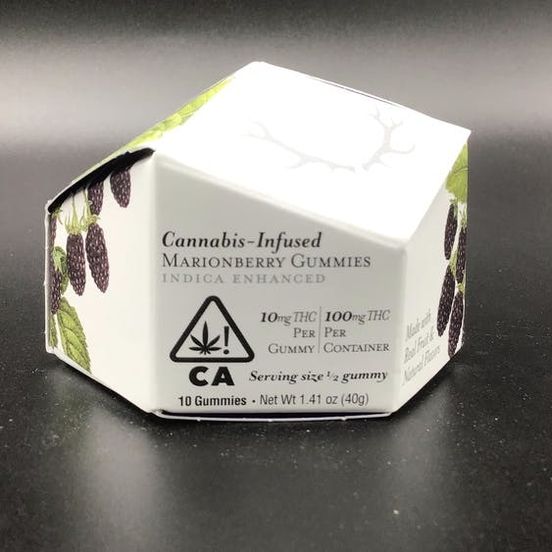 Cannabis-Infused
Marionberry Gummies
INDICA ENHANCED
10mg THC
Per
Gummy
100mg THC
Per
Container
CA
Serving size ½ gummy
10 Gummies • Net Wt 1.41 oz (40g)
Made with
Real Fruit &
Natural Flavors